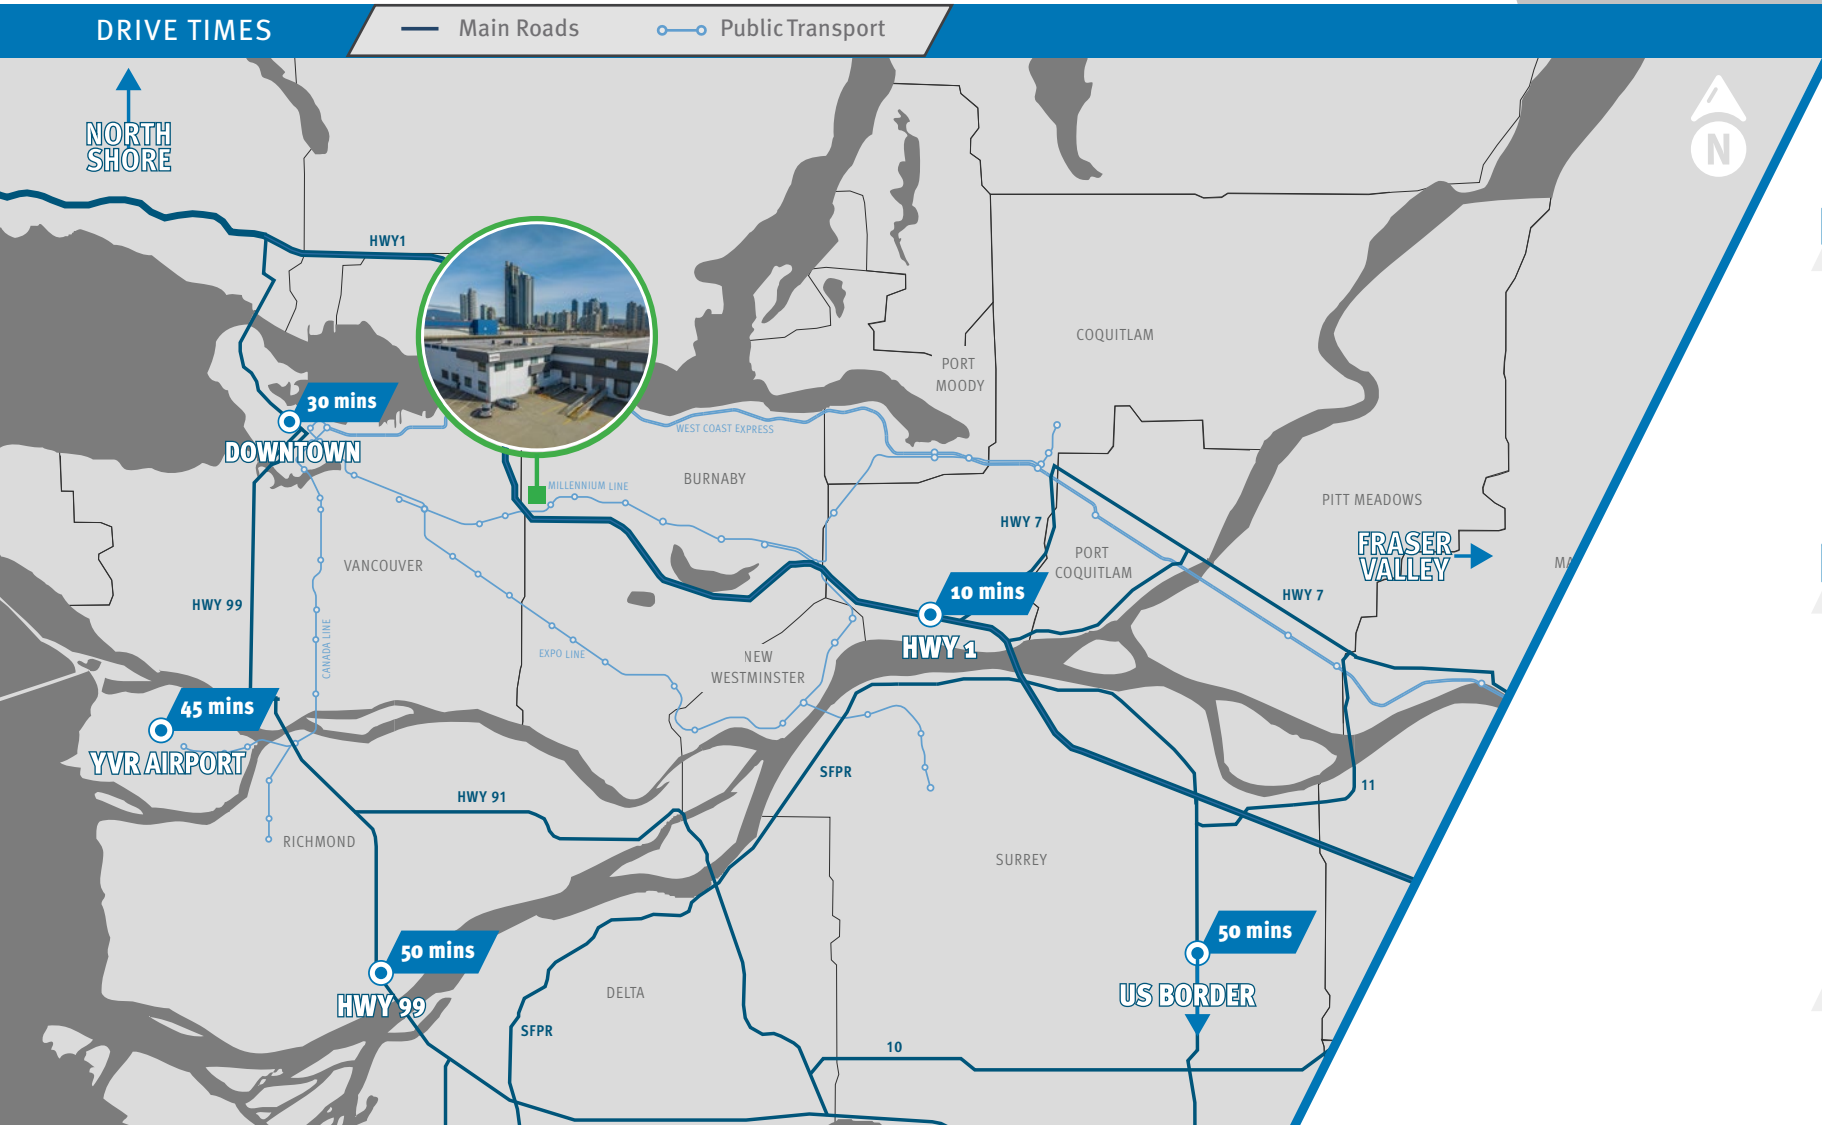 DRIVE TIMES
Main Roads
Public Transport
NORTH
SHORE
N
HWY1
COQUITLAM
PORT
MOODY
30 mins
DOWNTOWN
WEST COAST EXPRESS
BURNABY
MILLENNIUM LINE
PITT MEADOWS
HWY 7
FRASER
VALLEY
PORT
COQUITLAM
VANCOUVER
10 mins
HWY 1
HWY 99
HWY 7
CANADA LINE
EXPO LINE
NEW
WESTMINSTER
45 mins
YVR AIRPORT
SFPR
11
HWY 91
RICHMOND
SURREY
50 mins
HWY 99
50 mins
US BORDER
DELTA
SFPR
10